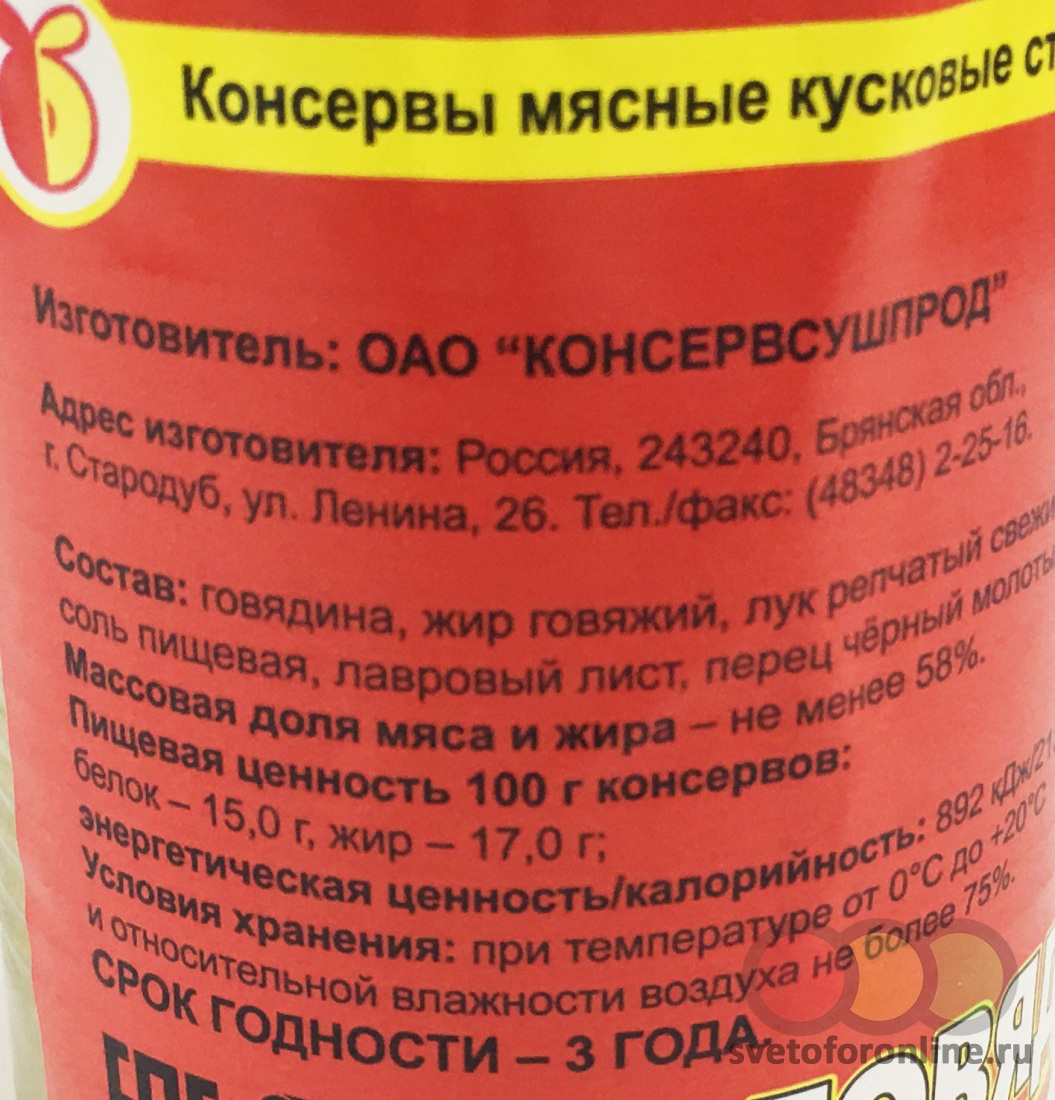 Консервы мясные кусковые ст
Изготовитель: ОАО “КОНСЕРВСУШПРОД”
Адрес изготовителя: Россия, 243240, Брянская обл.,
г. Стародуб, ул. Ленина, 26. Тел./факс: (48348) 2-25-16.
Состав: говядина, жир говяжий, лук репчатый свежи
соль пищевая, лавровый лист, перец чёрный молоты
Массовая доля мяса и жира – не менее 58%.
Пищевая ценность 100 г консервов:
белок – 15,0 г, жир – 17,0 г;
энергетическая ценность/калорийность: 892 кДж/21
Условия хранения: при температуре от 0°С до +20°С
и относительной влажности воздуха не более 75%.
СРОК ГОДНОСТИ – 3 ГОДА.
svetoforonline.ru